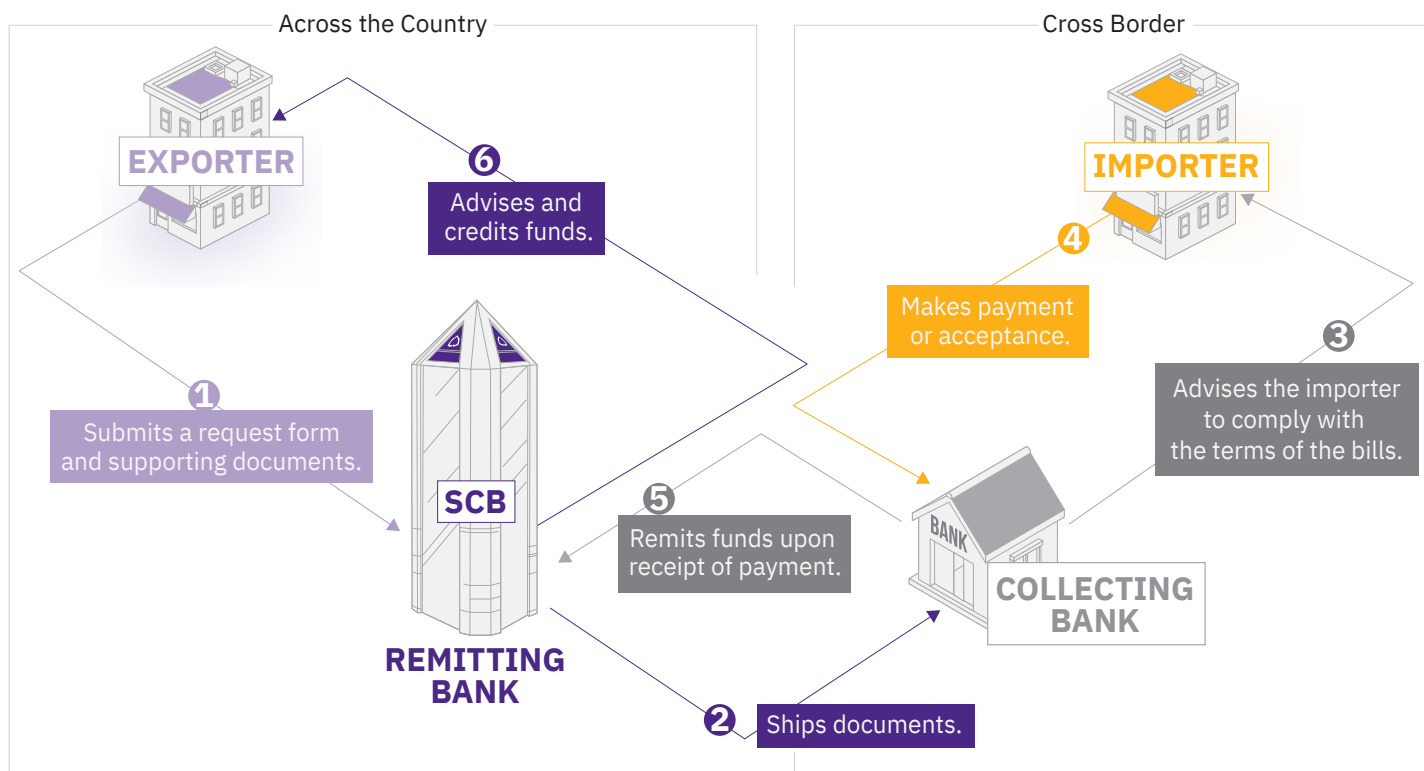 Across the Country
Cross Border
EXPORTER
IMPORTER
6
Advises and
credits funds.
4
Makes payment
or acceptance.
3
Advises the importer
to comply with
the terms of the bills.
1
Submits a request form
and supporting documents.
SCB
5
Remits funds upon
receipt of payment.
BANK
COLLECTING
BANK
REMITTING
BANK
2
Ships documents.